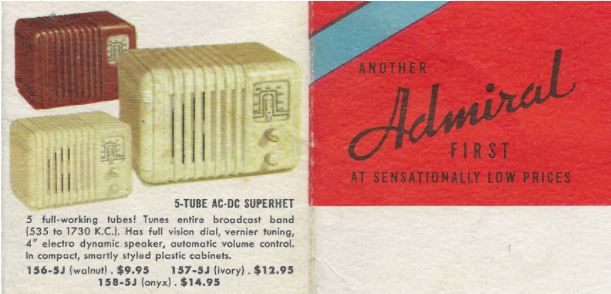 5-TUBE AC-DC SUPERHET
5 full-working tubes! Tunes entire broadcast band
(535 to 1730 K.C.). Has full vision dial, vernier tuning,
4" electro dynamic speaker, automatic volume control.
In compact, smartly styled plastic cabinets.
156-5J (walnut) . $9.95 157-5J (ivory) . $12.95
158-5J (onyx) . $14.95
ANOTHER
Admiral
FIRST
AT SENSATIONALLY LOW PRICES